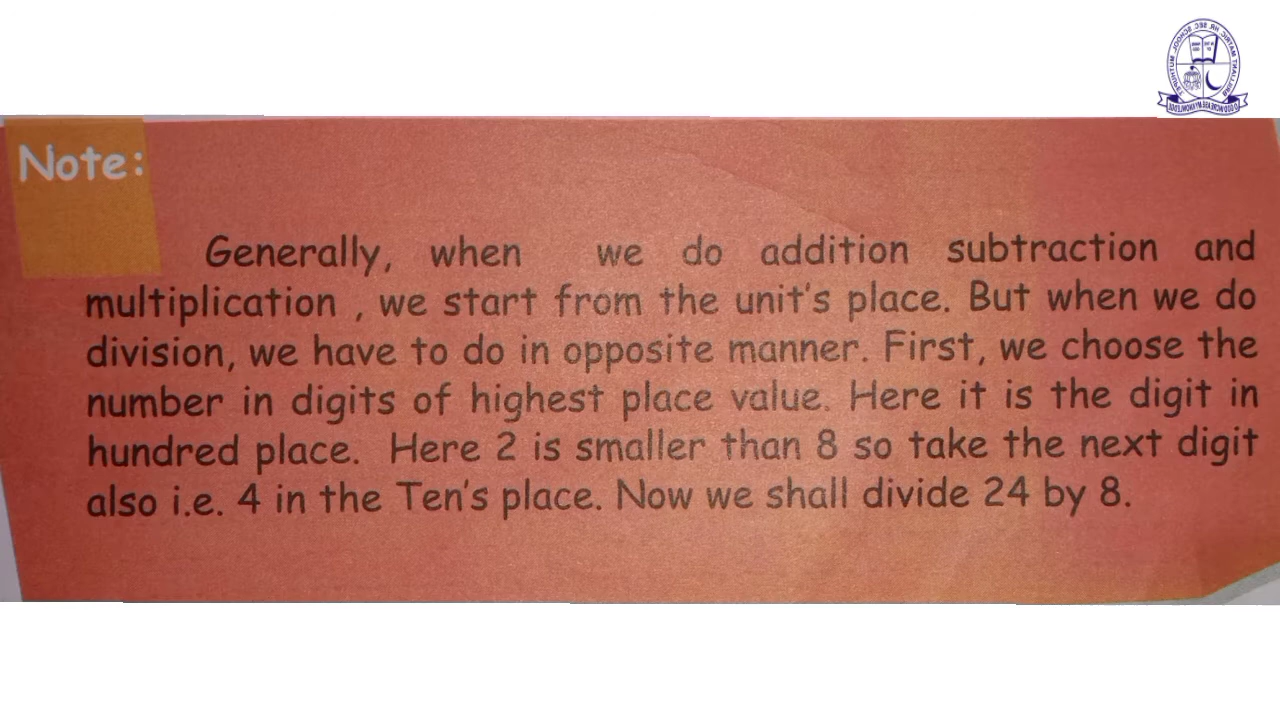 Note:
Generally, when we do addition subtraction and
multiplication , we start from the unit's place. But when we do
division, we have to do in opposite manner. First, we choose the
number in digits of highest place value. Here it is the digit in
hundred place. Here 2 is smaller than 8 so take the next digit
also i.e. 4 in the Ten's place. Now we shall divide 24 by 8.